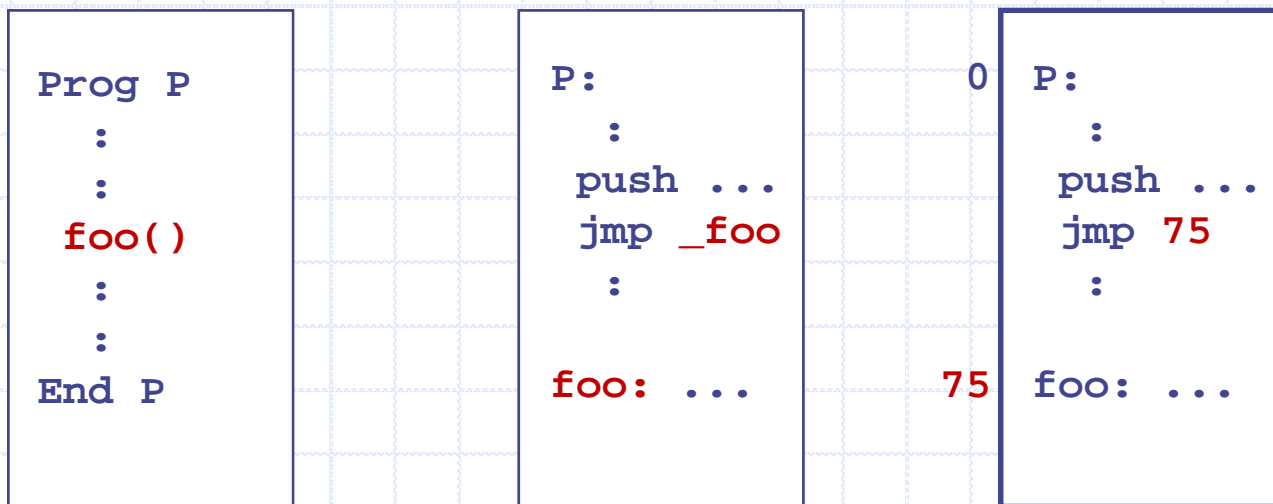 Prog P
:
:
foo()
:
:
End P
P:
:
push ...
jmp _foo
:
foo: ...
0 P:
:
push ...
jmp 75
:
75 foo: ...